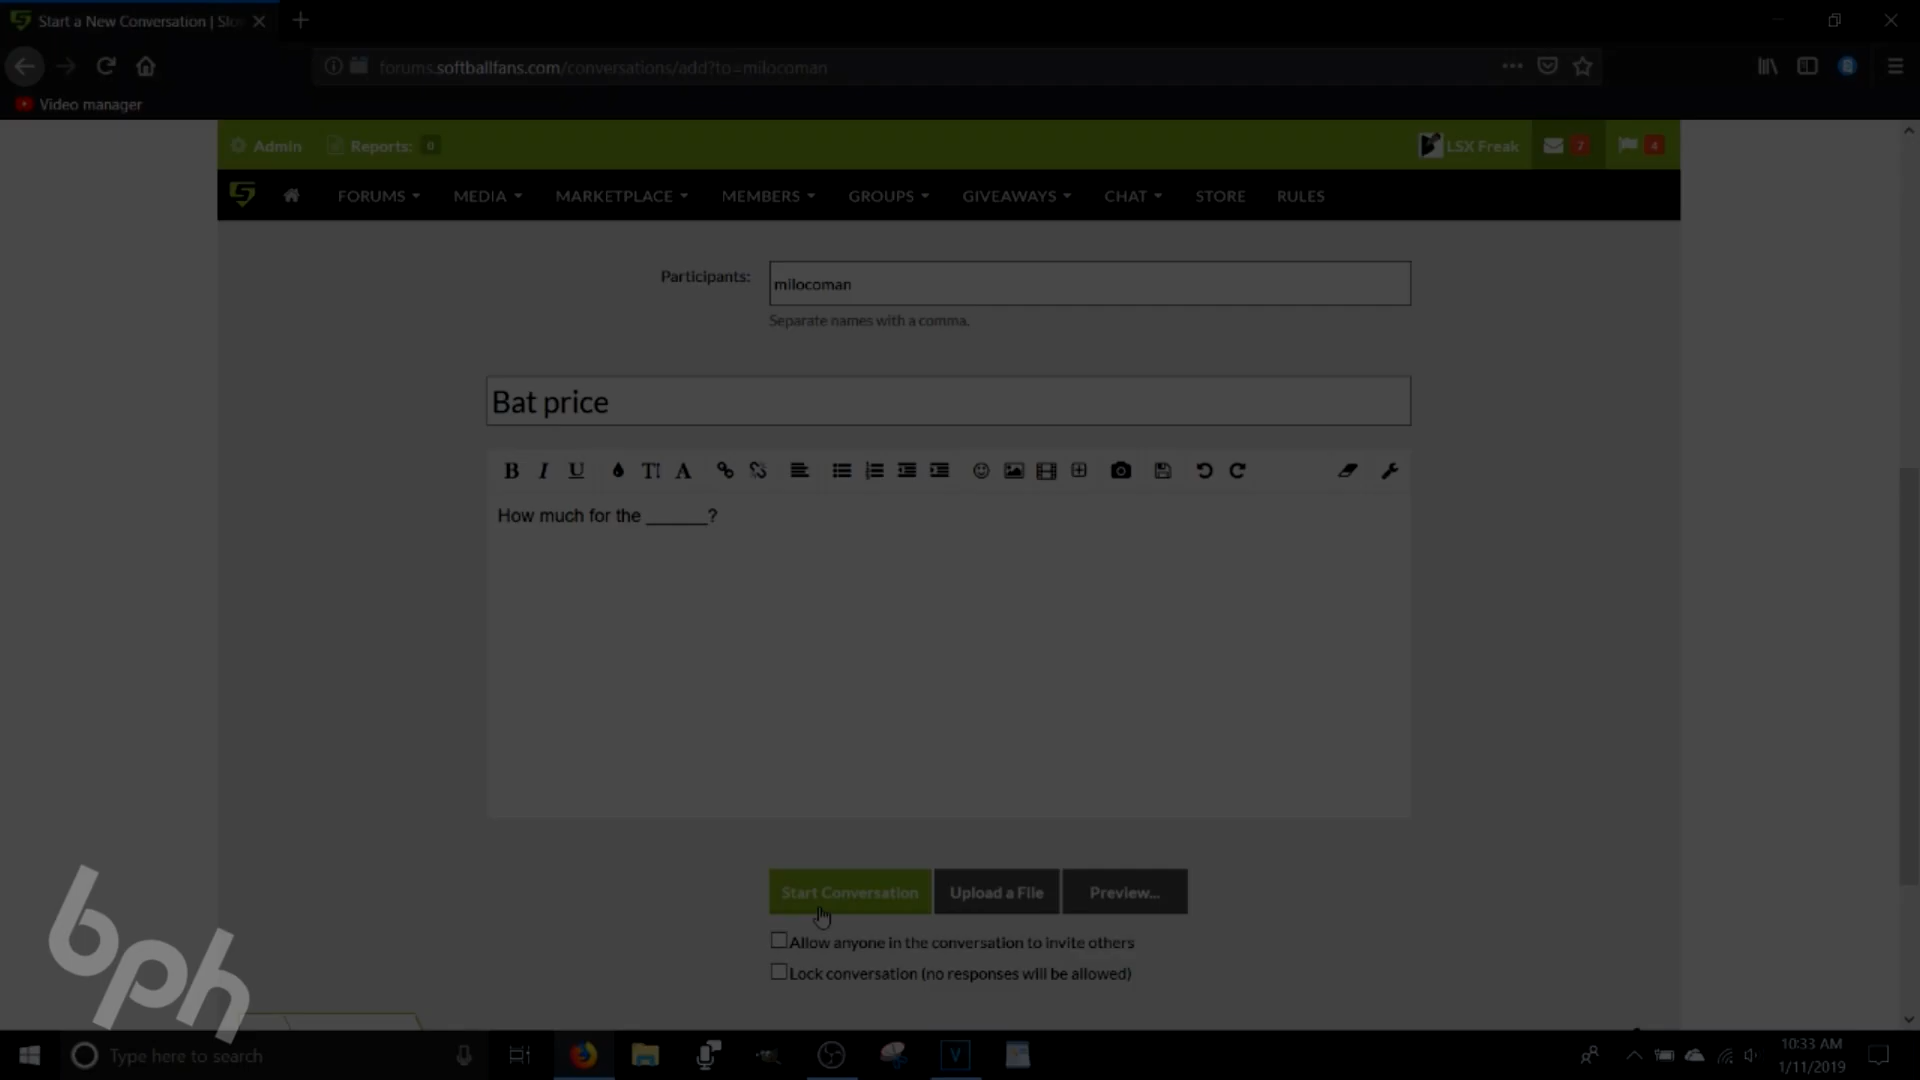 Start a New Conversation | Slo
forums.softballfans.com/conversations/add?to=milocoman
Video manager
Admin
Reports: 0
LSX Freak
7
4
FORUMS MEDIA MARKETPLACE MEMBERS GROUPS GIVEAWAYS CHAT STORE RULES
Participants: milocoman
Separate names with a comma.
Bat price
B I U
How much for the _______?
Start Conversation
Upload a File
Preview...
Allow anyone in the conversation to invite others
Lock conversation (no responses will be allowed)
bph
Type here to search
10:33 AM
1/11/2019